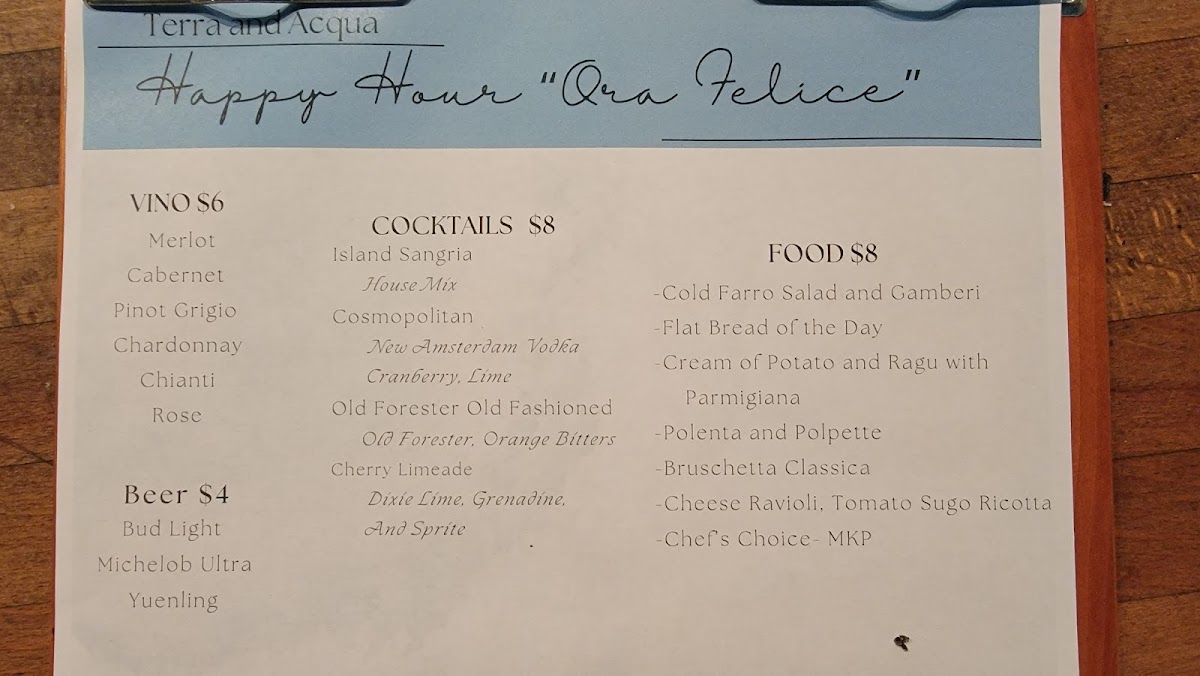 Terra and Acqua
Happy Hour "Ora Felice"
VINO $6
Merlot
Cabernet
Pinot Grigio
Chardonnay
Chianti
Rose
Beer $4
Bud Light
Michelob Ultra
Yuenling
COCKTAILS $8
Island Sangria
House Mix
Cosmopolitan
New Amsterdam Vodka
Cranberry, Lime
Old Forester Old Fashioned
Old Forester, Orange Bitters
Cherry Limeade
Dixie Lime, Grenadine,
And Sprite
FOOD $8
-Cold Farro Salad and Gamberi
-Flat Bread of the Day
-Cream of Potato and Ragu with
Parmigiana
-Polenta and Polpette
-Bruschetta Classica
-Cheese Ravioli, Tomato Sugo Ricotta
-Chef's Choice- MKP